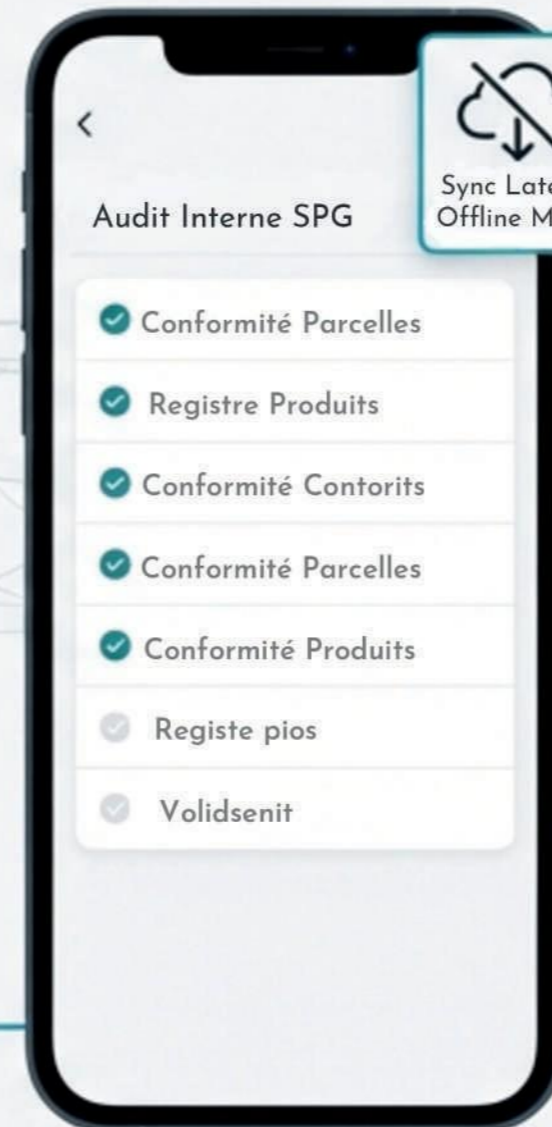 Sync Late
Offline M
Audit Interne SPG
Conformité Parcelles
Registre Produits
Conformité Contorits
Conformité Parcelles
Conformité Produits
Registe pios
Volidsenit